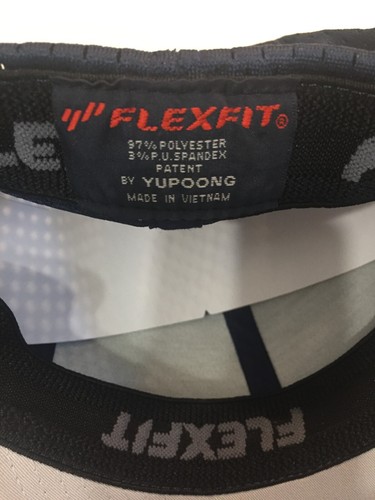 FLEXFIT®
97% POLYESTER
3% P.U. SPANDEX
PATENT
BY YUPOONG
MADE IN VIETNAM
FLEXFIT